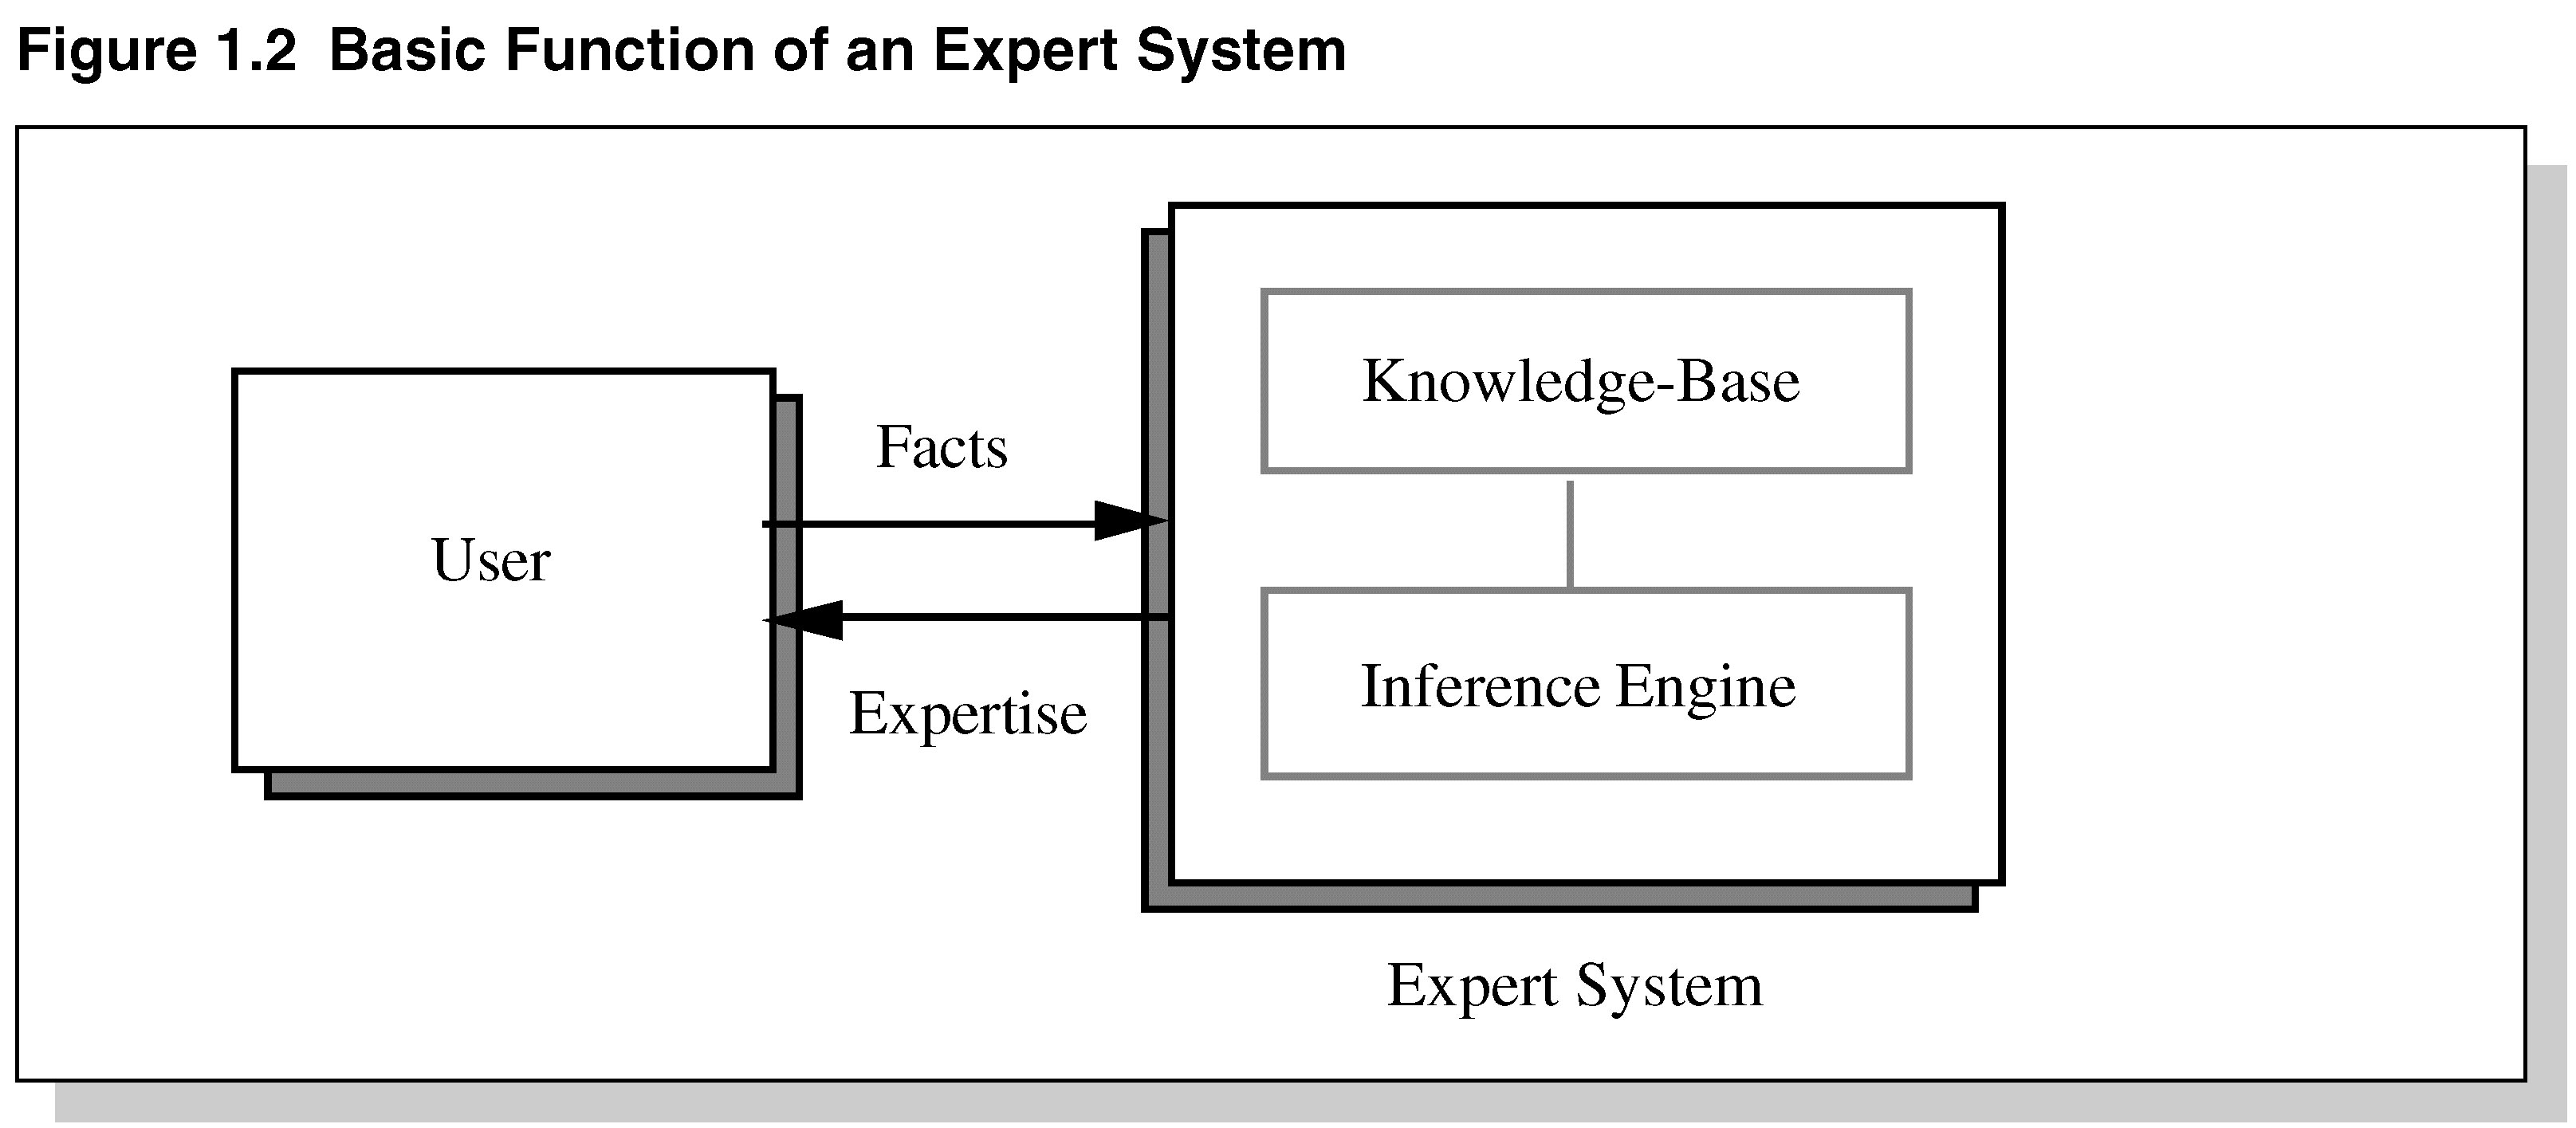 Figure 1.2 Basic Function of an Expert System
Knowledge-Base
Facts
User
Inference Engine
Expertise
Expert System